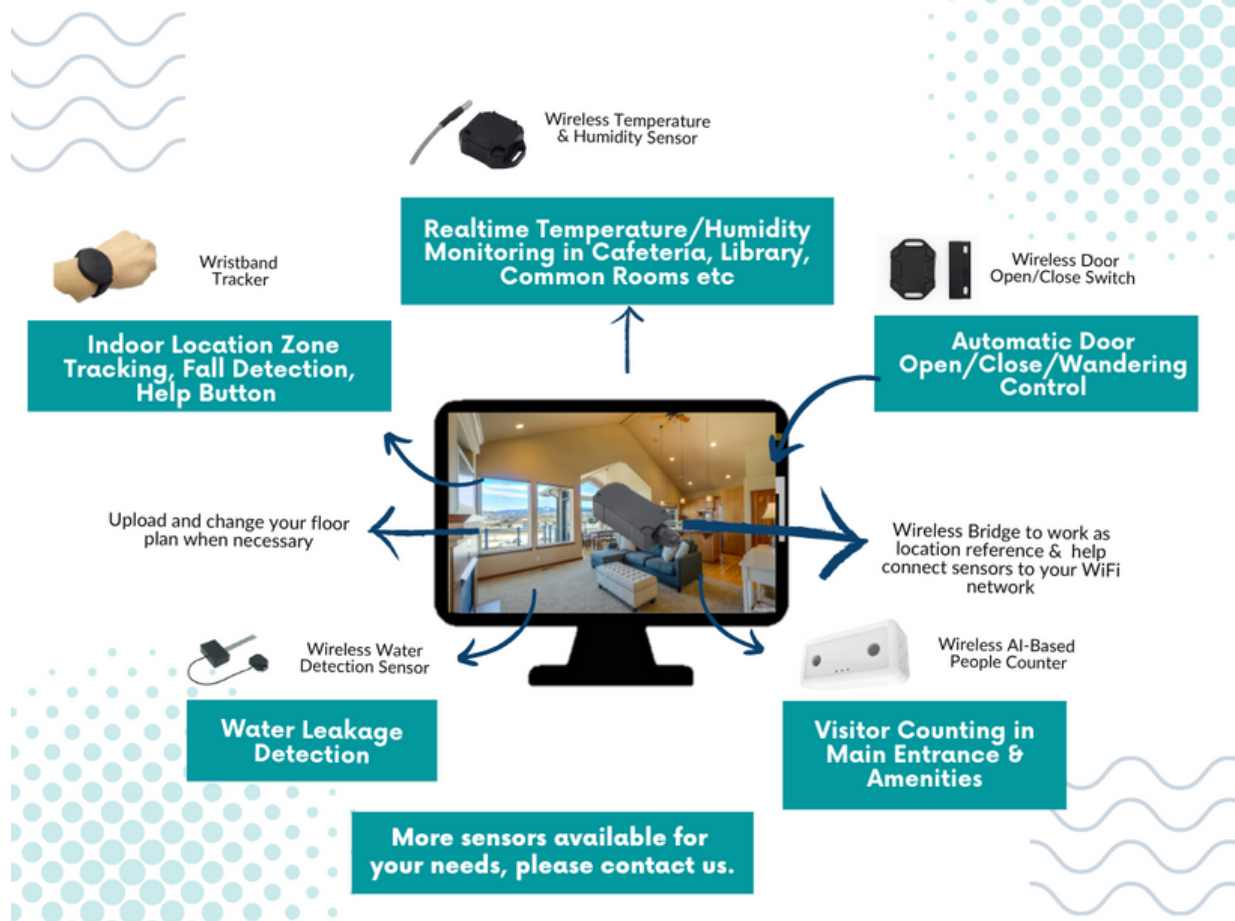 Wireless Temperature
& Humidity Sensor
Realtime Temperature/Humidity
Monitoring in Cafeteria, Library,
Common Rooms etc
Wristband
Tracker
Indoor Location Zone
Tracking, Fall Detection,
Help Button
Wireless Door
Open/Close Switch
Automatic Door
Open/Close/Wandering
Control
Upload and change your floor
plan when necessary
Wireless Bridge to work as
location reference & help
connect sensors to your WiFi
network
Wireless Water
Detection Sensor
Water Leakage
Detection
Wireless AI-Based
People Counter
Visitor Counting in
Main Entrance &
Amenities
More sensors available for
your needs, please contact us.